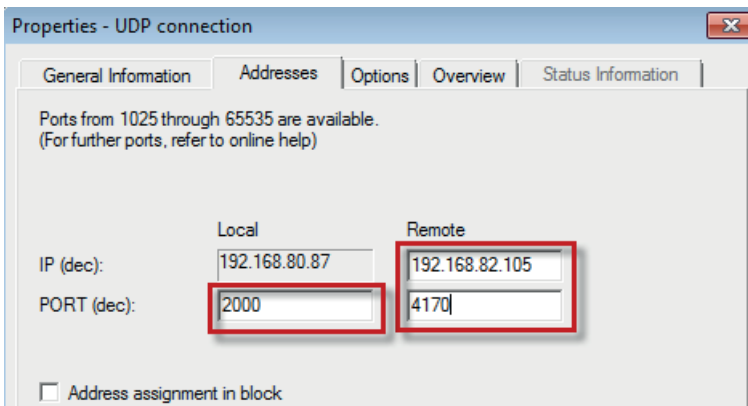 Properties - UDP connection
General Information Addresses Options Overview Status Information
Ports from 1025 through 65535 are available.
(For further ports, refer to online help)
Local Remote
IP (dec): 192.168.80.87 192.168.82.105
PORT (dec): 2000 4170
Address assignment in block